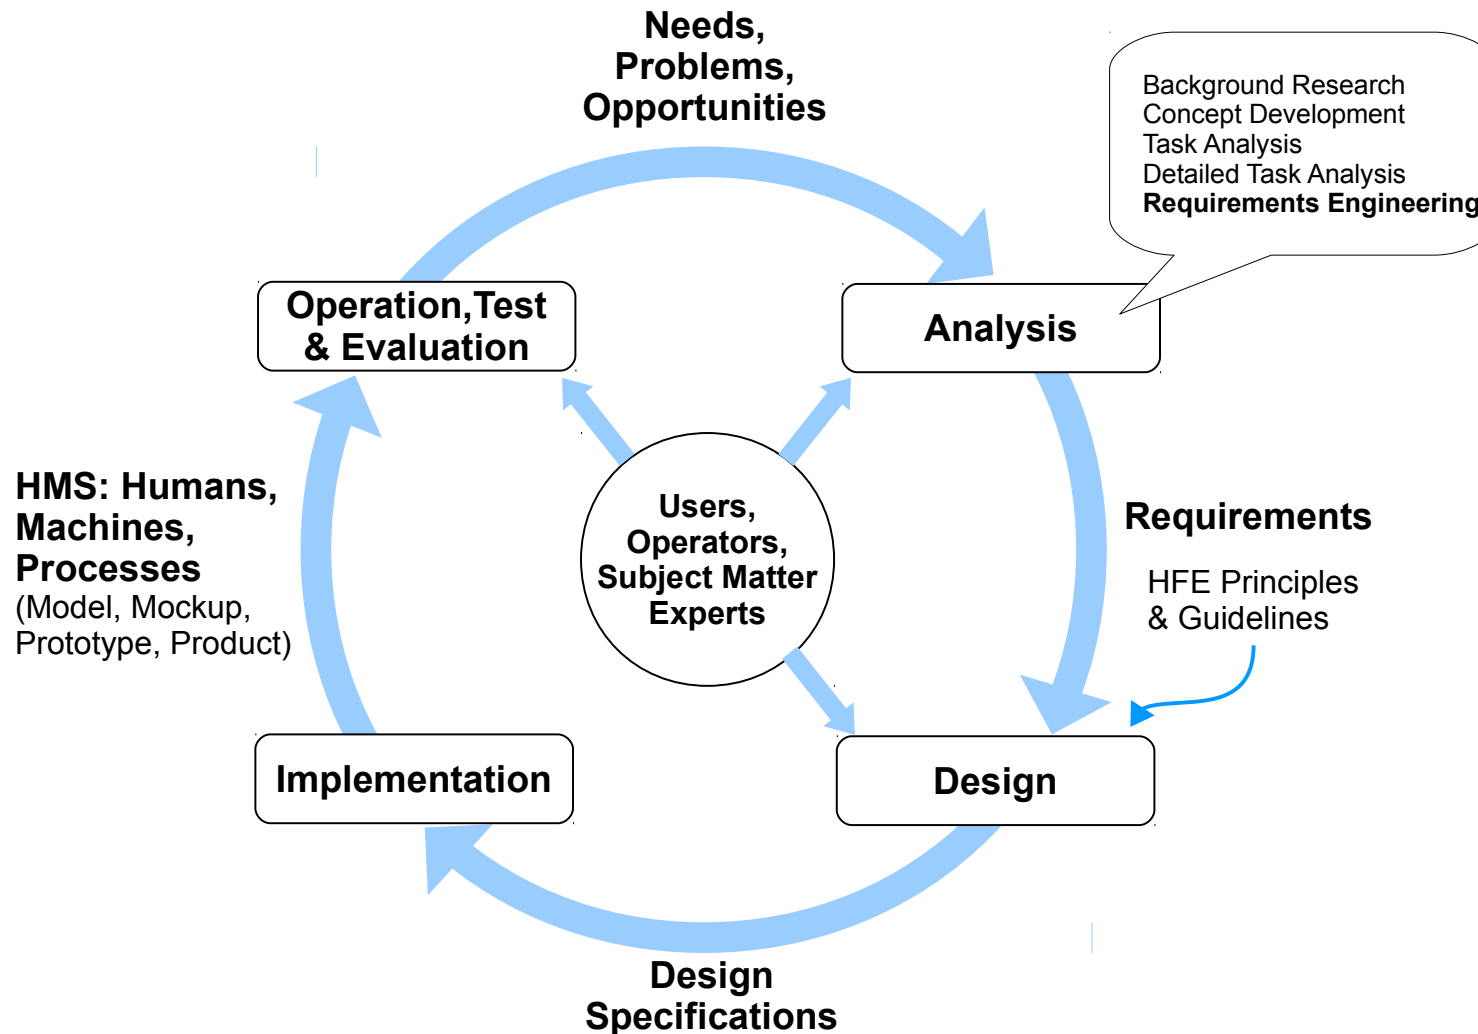 Needs,
Problems,
Opportunities
Background Research
Concept Development
Task Analysis
Detailed Task Analysis
Requirements Engineering
Operation,Test
& Evaluation
Analysis
HMS: Humans,
Machines,
Processes
(Model, Mockup,
Prototype, Product)
Users,
Operators,
Subject Matter
Experts
Requirements
HFE Principles
& Guidelines
Implementation
Design
Design
Specifications